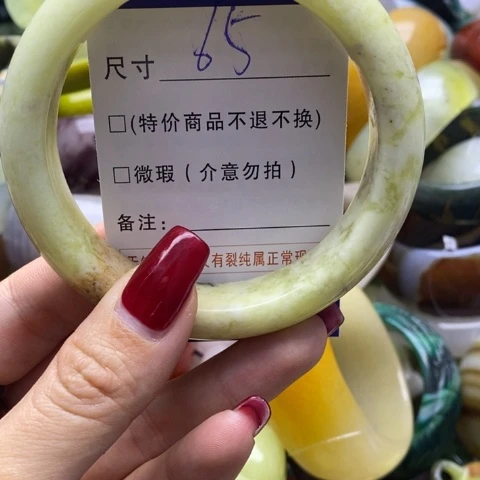 尺寸 65
□(特价商品不退不换)
□微瑕(介意勿拍)
备注:
有裂纯属正常现